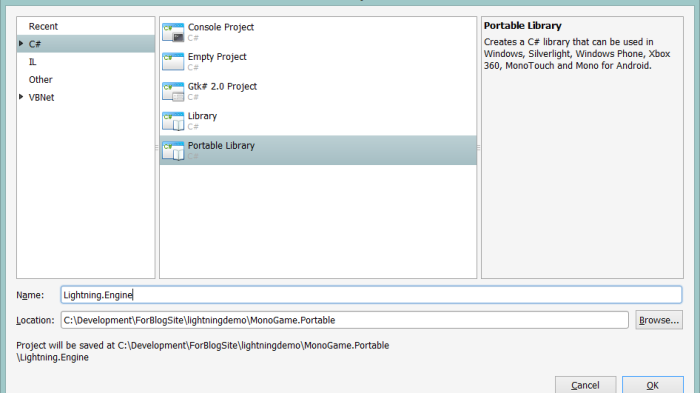 Recent
C#
IL
Other
VBNet
Console Project
C#
Empty Project
C#
Gtk# 2.0 Project
C#
Library
C#
Portable Library
C#
Portable Library
Creates a C# library that can be used in
Windows, Silverlight, Windows Phone, Xbox
360, MonoTouch and Mono for Android.
Name: Lightning.Engine
Location: C:\Development\ForBlogSite\lightningdemo\MonoGame.Portable Browse...
Project will be saved at C:\Development\ForBlogSite\lightningdemo\MonoGame.Portable
\Lightning.Engine
Cancel OK